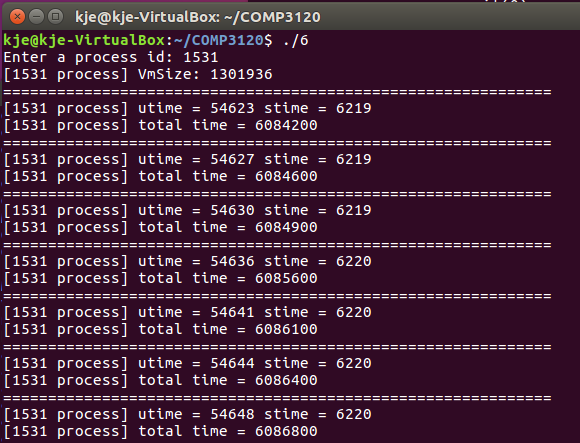 kje@kje-VirtualBox: ~/COMP3120
kje@kje-VirtualBox:~/COMP3120$ ./6
Enter a process id: 1531
[1531 process] VmSize: 1301936
============================================================
[1531 process] utime = 54623 stime = 6219
[1531 process] total time = 6084200
============================================================
[1531 process] utime = 54627 stime = 6219
[1531 process] total time = 6084600
============================================================
[1531 process] utime = 54630 stime = 6219
[1531 process] total time = 6084900
============================================================
[1531 process] utime = 54636 stime = 6220
[1531 process] total time = 6085600
============================================================
[1531 process] utime = 54641 stime = 6220
[1531 process] total time = 6086100
============================================================
[1531 process] utime = 54644 stime = 6220
[1531 process] total time = 6086400
============================================================
[1531 process] utime = 54648 stime = 6220
[1531 process] total time = 6086800